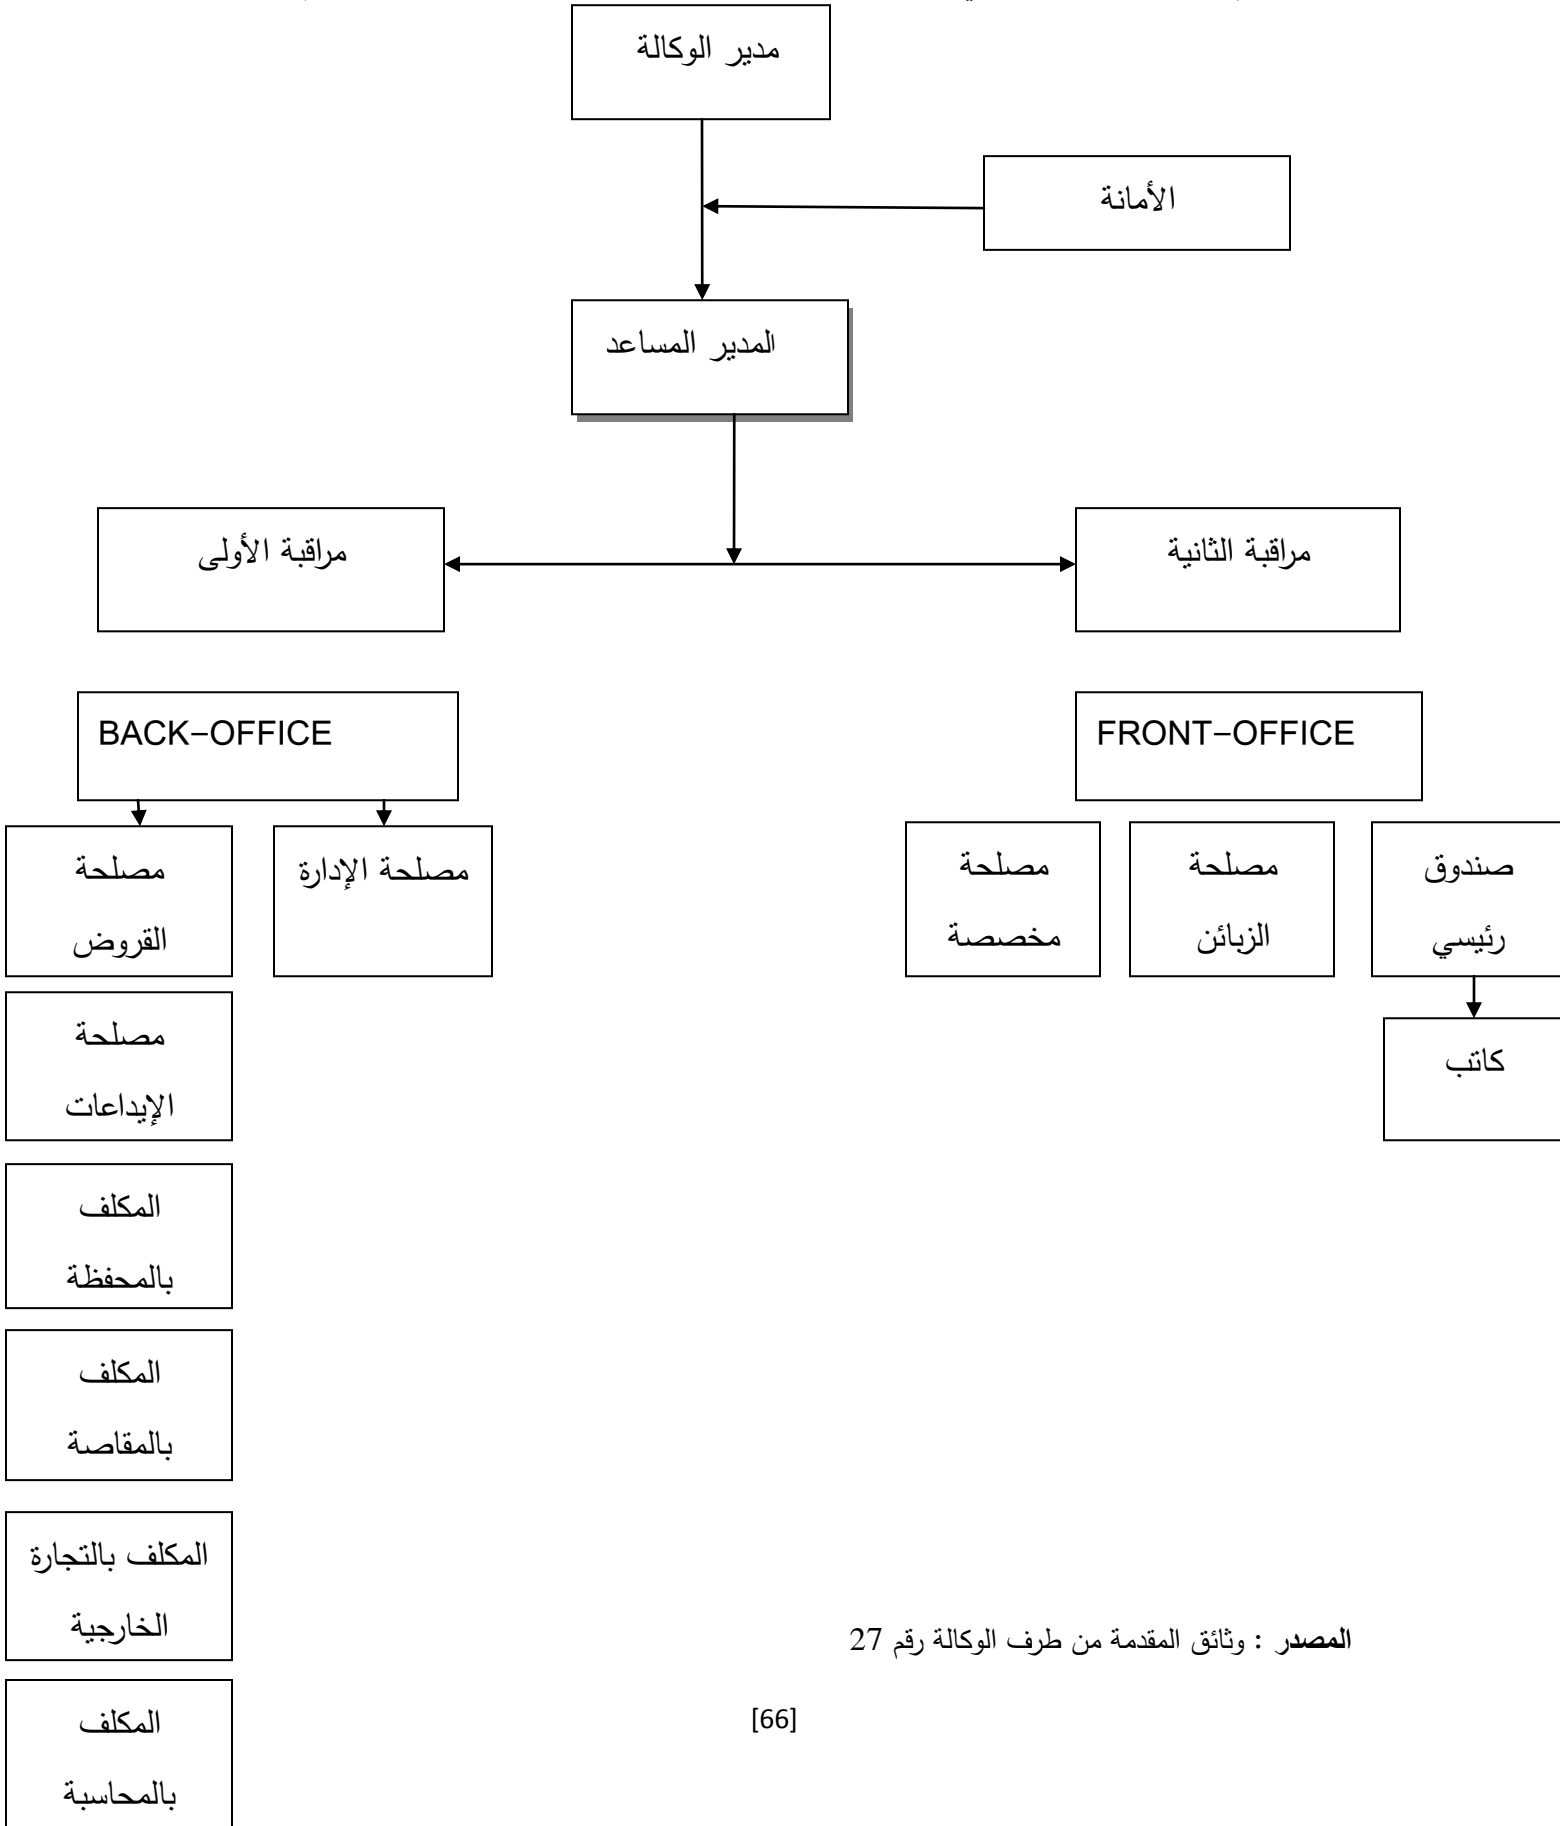 مدير الوكالة
الأمانة
المدير المساعد
مراقبة الثانية
مراقبة الأولى
FRONT–OFFICE
BACK–OFFICE
صندوق
رئيسي
مصلحة
الزبائن
مصلحة
مخصصة
كاتب
مصلحة الإدارة
مصلحة
القروض
مصلحة
الإيداعات
المكلف
بالمحفظة
المكلف
بالمقاصة
المكلف بالتجارة
الخارجية
المكلف
بالمحاسبة
المصدر : وثائق المقدمة من طرف الوكالة رقم 27
[66]